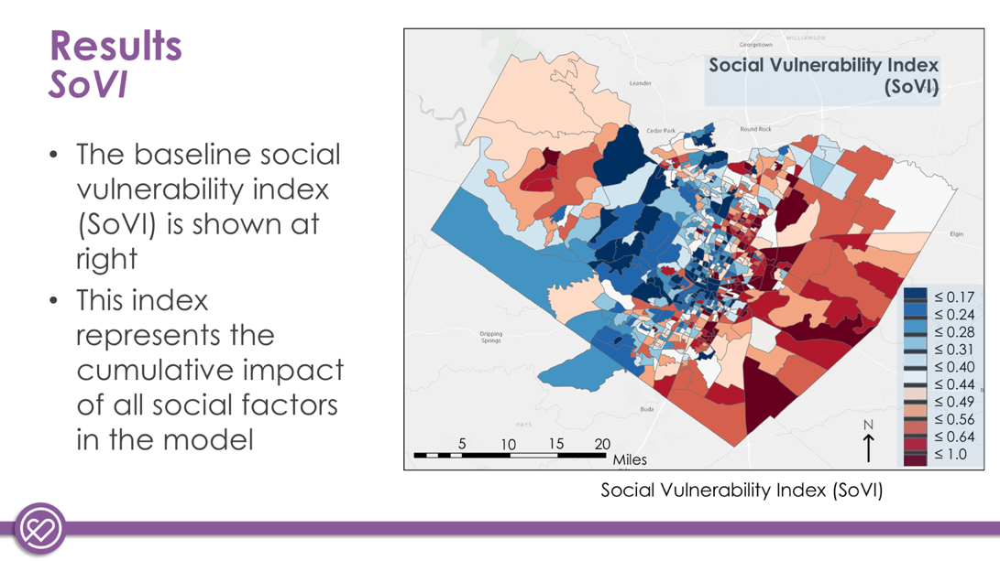 Results
SoVI
• The baseline social
vulnerability index
(SoVI) is shown at
right
• This index
represents the
cumulative impact
of all social factors
in the model
Georgetown
WILLIAMSON
Social Vulnerability Index
(SoVI)
Leander
Cedar Park
Round Rock
Elgin
Dripping
Springs
Buda
HAYS
≤ 0.17
≤ 0.24
≤ 0.28
≤ 0.31
≤ 0.40
≤ 0.44
≤ 0.49
≤ 0.56
≤ 0.64
≤ 1.0
N
5 10 15 20
Miles
Social Vulnerability Index (SoVI)